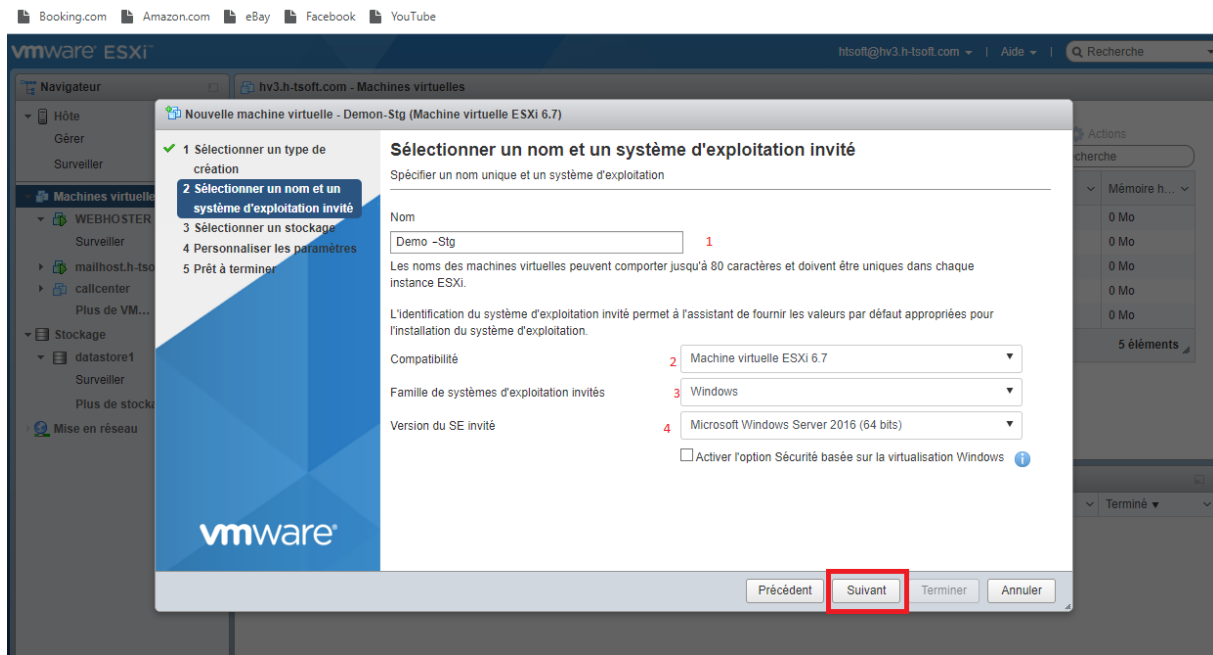 Booking.com Amazon.com eBay Facebook YouTube
vmware ESXi™
htsoft@hv3.h-tsoft.com | Aide | Recherche
Navigateur
hv3.h-tsoft.com - Machines virtuelles
Hôte
Gérer
Surveiller
Machines virtuelle
WEBHOSTER
Surveiller
mailhost.h-tso
callcenter
Plus de VM...
Stockage
datastore1
Surveiller
Plus de stocka
Mise en réseau
Nouvelle machine virtuelle - Demon-Stg (Machine virtuelle ESXi 6.7)
1 Sélectionner un type de
création
2 Sélectionner un nom et un
système d'exploitation invité
3 Sélectionner un stockage
4 Personnaliser les paramètres
5 Prêt à terminer
vmware®
Sélectionner un nom et un système d'exploitation invité
Spécifier un nom unique et un système d'exploitation
Nom
Demo –Stg 1
Les noms des machines virtuelles peuvent comporter jusqu'à 80 caractères et doivent être uniques dans chaque
instance ESXi.
L'identification du système d'exploitation invité permet à l'assistant de fournir les valeurs par défaut appropriées pour
l'installation du système d'exploitation.
Compatibilité 2 Machine virtuelle ESXi 6.7
Famille de systèmes d'exploitation invités 3 Windows
Version du SE invité 4 Microsoft Windows Server 2016 (64 bits)
Activer l'option Sécurité basée sur la virtualisation Windows
Précédent Suivant Terminer Annuler
Actions
cherche
Mémoire h...
0 Mo
0 Mo
0 Mo
0 Mo
0 Mo
5 éléments
Terminé